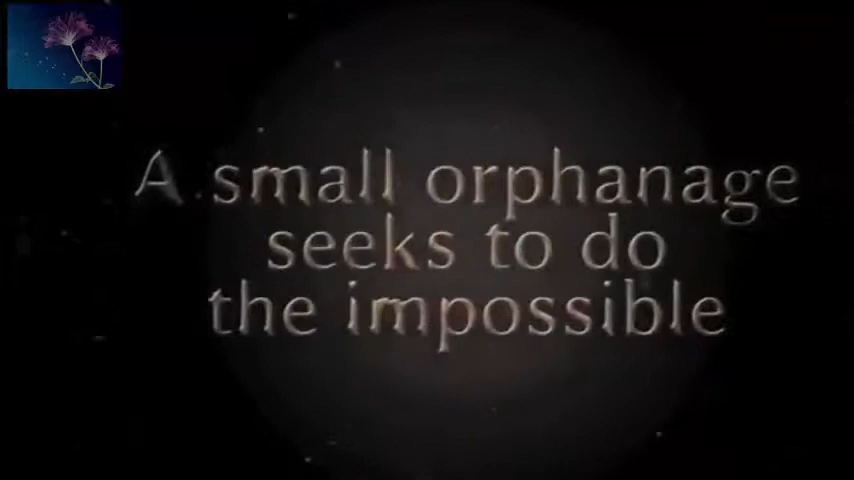 A small orphanage
seeks to do
the impossible